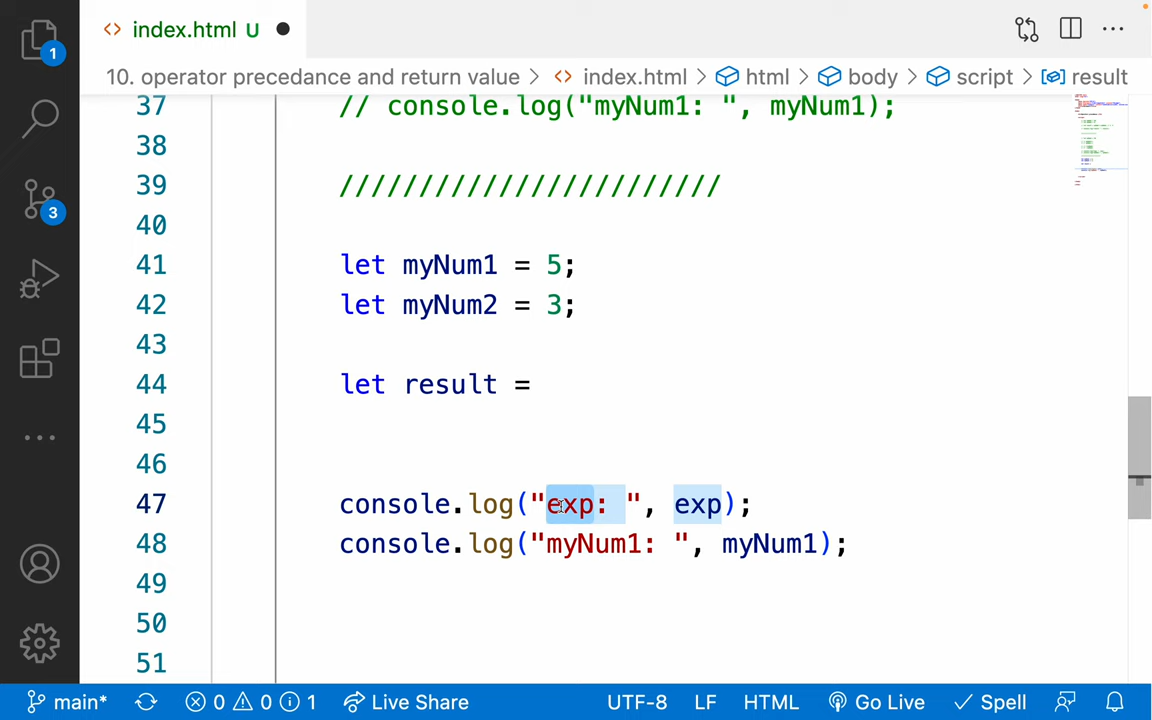 index.html U
10. operator precedance and return value > index.html > html > body > script > result
1
3
37 // console.log("myNum1: ", myNum1);
38
39 ////////////////////////
40
41 let myNum1 = 5;
42 let myNum2 = 3;
43
44 let result =
45
46
47 console.log("exp: ", exp);
48 console.log("myNum1: ", myNum1);
49
50
51
main* 0 0 1 Live Share UTF-8 LF HTML Go Live Spell